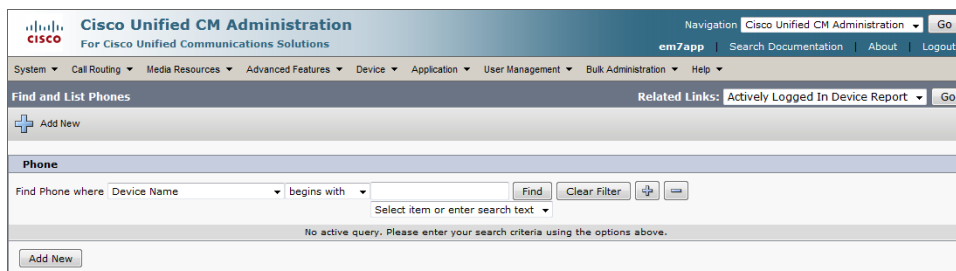 CISCO
Cisco Unified CM Administration
For Cisco Unified Communications Solutions
Navigation Cisco Unified CM Administration Go
em7app | Search Documentation | About | Logout
System Call Routing Media Resources Advanced Features Device Application User Management Bulk Administration Help
Find and List Phones
Related Links: Actively Logged In Device Report Go
Add New
Phone
Find Phone where Device Name begins with Find Clear Filter
Select item or enter search text
No active query. Please enter your search criteria using the options above.
Add New